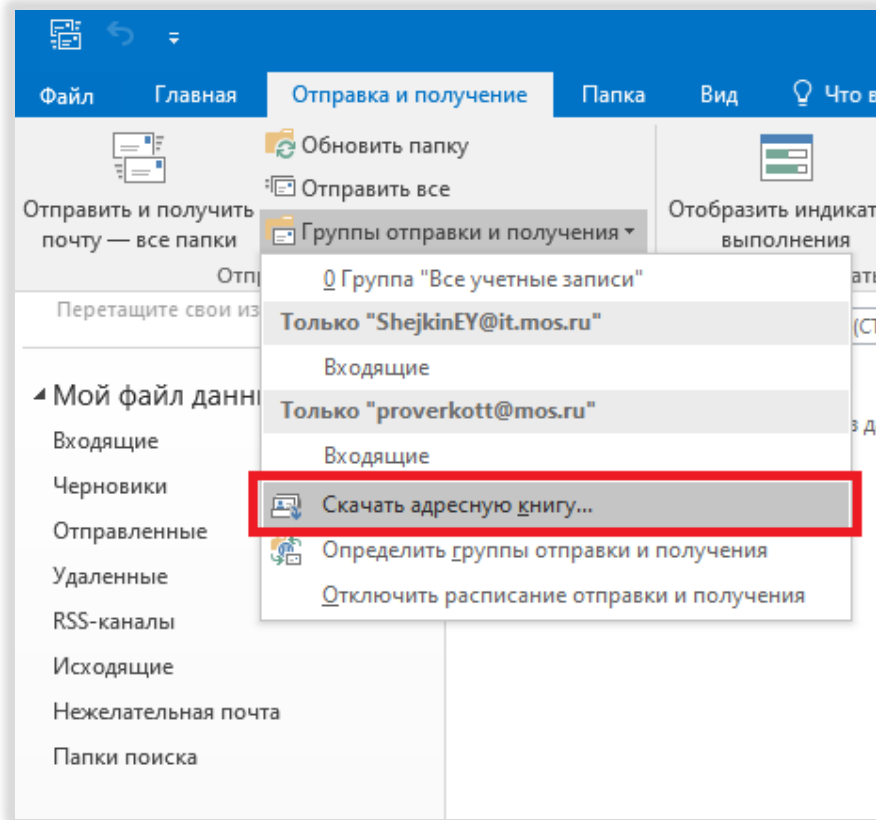 Файл Главная Отправка и получение Папка Вид Что в
Обновить папку
Отправить все
Группы отправки и получения
Отправить и получить
почту — все папки
Отобразить индикат
выполнения
Отп
0 Группа "Все учетные записи"
Перетащите свои из
Только "ShejkinEY@it.mos.ru"
Входящие
Только "proverkott@mos.ru"
Входящие
Скачать адресную книгу...
Определить группы отправки и получения
Отключить расписание отправки и получения
Мой файл данн
Входящие
Черновики
Отправленные
Удаленные
RSS-каналы
Исходящие
Нежелательная почта
Папки поиска